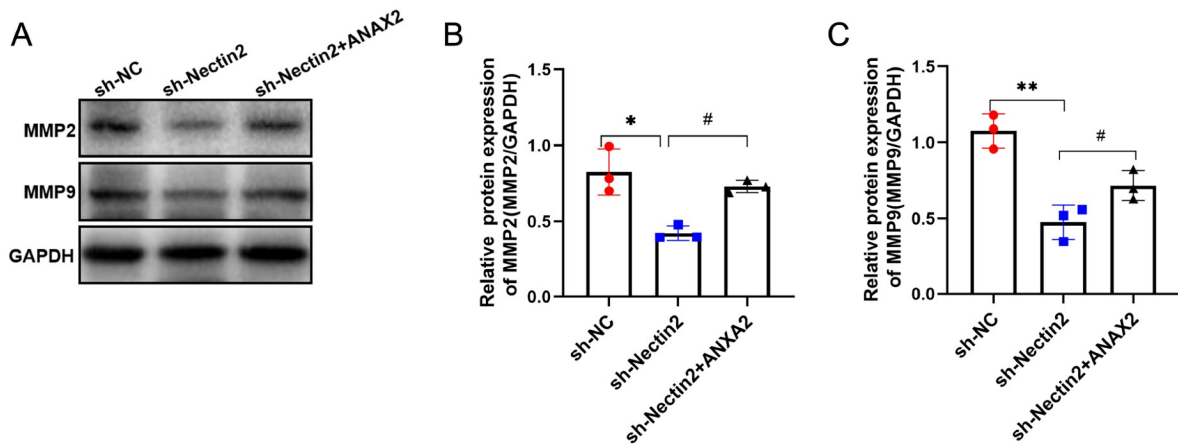 A
sh-NC
sh-Nectin2
sh-Nectin2+ANAX2
MMP2
MMP9
GAPDH
B
Relative protein expression
of MMP2(MMP2/GAPDH)
1.5
1.0
0.5
0.0
*
#
sh-NC
sh-Nectin2
sh-Nectin2+ANXA2
C
Relative protein expression
of MMP9(MMP9/GAPDH)
1.5
1.0
0.5
0.0
**
#
sh-NC
sh-Nectin2
sh-Nectin2+ANAX2